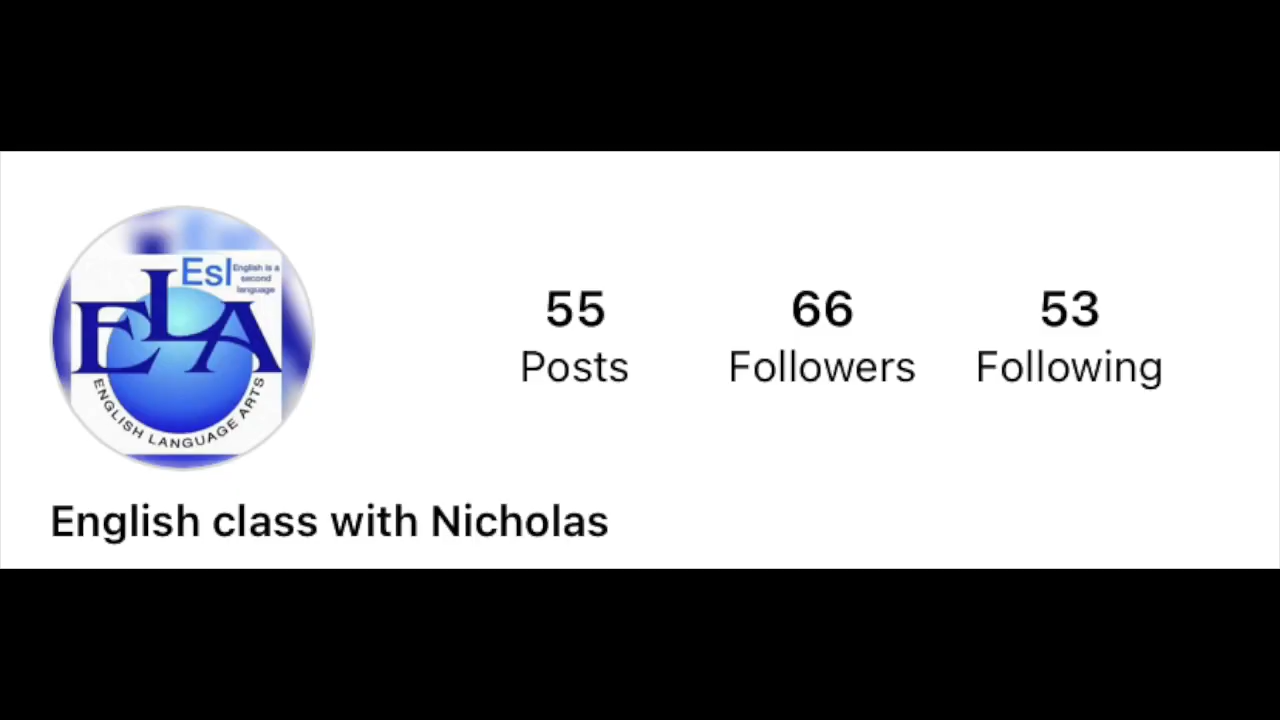 Esl
English is a
second
language
ELA
ENGLISH LANGUAGE ARTS
55 66 53
Posts Followers Following
English class with Nicholas